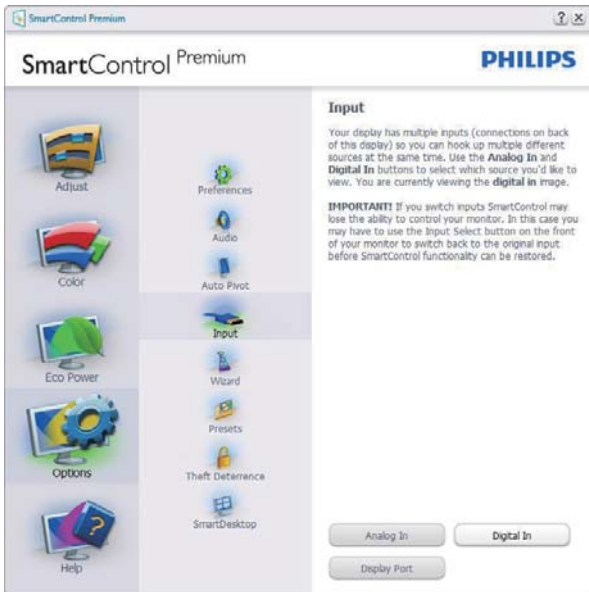 SmartControl Premium
SmartControl Premium
PHILIPS
Adjust
Color
Eco Power
Options
Help
Preferences
Audio
Auto Pivot
Input
Wizard
Presets
Theft Deterrence
SmartDesktop
Input
Your display has multiple inputs (connections on back
of this display) so you can hook up multiple different
sources at the same time. Use the Analog In and
Digital In buttons to select which source you'd like to
view. You are currently viewing the digital in image.
IMPORTANT! If you switch inputs SmartControl may
lose the ability to control your monitor. In this case you
may have to use the Input Select button on the front
of your monitor to switch back to the original input
before SmartControl functionality can be restored.
Analog In
Digital In
Display Port